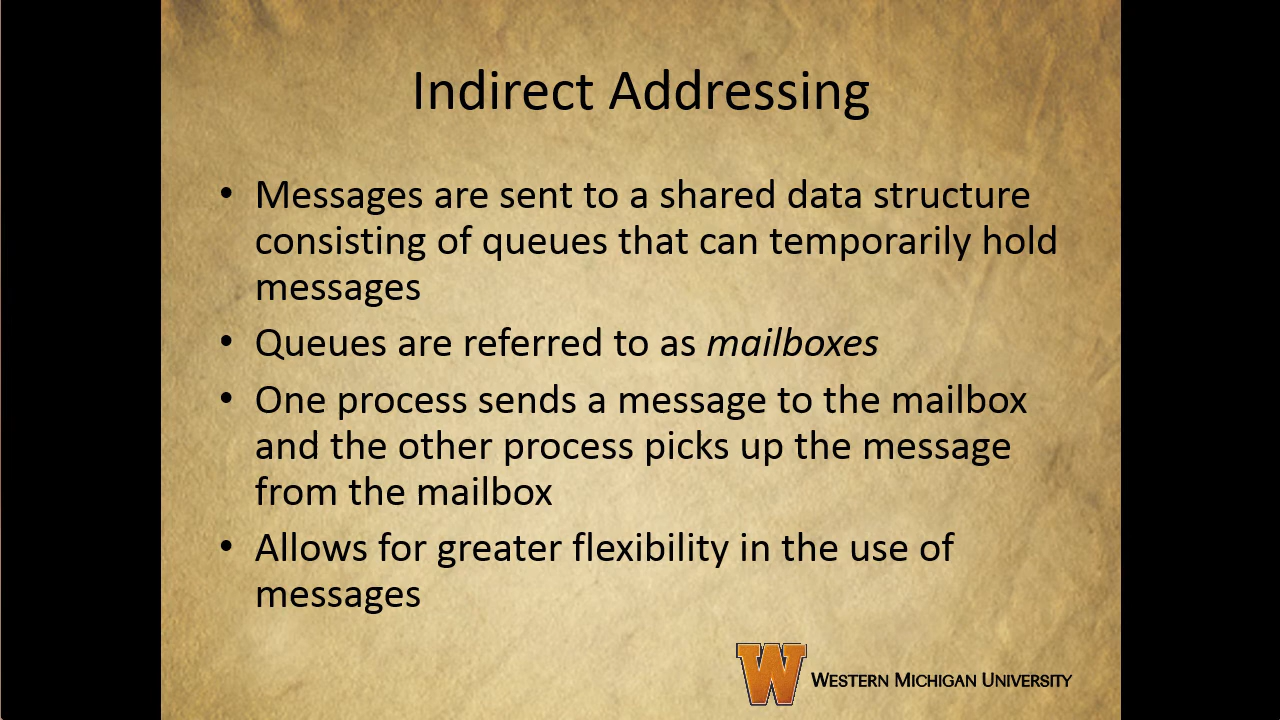 Indirect Addressing
• Messages are sent to a shared data structure
consisting of queues that can temporarily hold
messages
• Queues are referred to as mailboxes
• One process sends a message to the mailbox
and the other process picks up the message
from the mailbox
• Allows for greater flexibility in the use of
messages
W WESTERN MICHIGAN UNIVERSITY